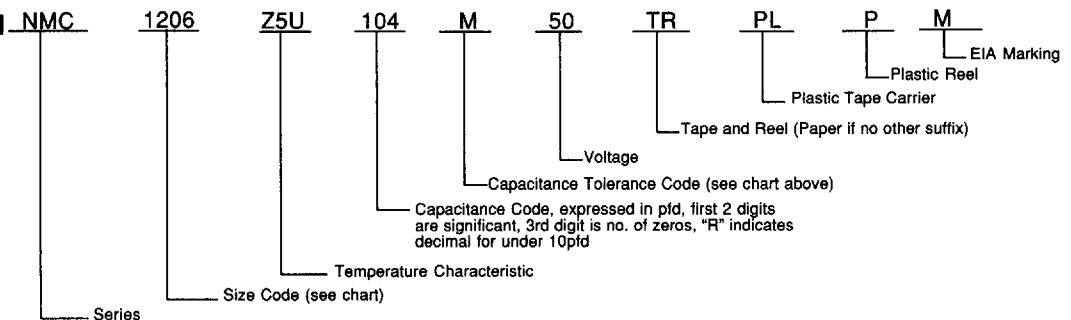 NMC 1206 Z5U 104 M 50 TR PL P M
EIA Marking
Plastic Reel
Plastic Tape Carrier
Tape and Reel (Paper if no other suffix)
Voltage
Capacitance Tolerance Code (see chart above)
Capacitance Code, expressed in pfd, first 2 digits
are significant, 3rd digit is no. of zeros, “R” indicates
decimal for under 10pfd
Temperature Characteristic
Size Code (see chart)
Series